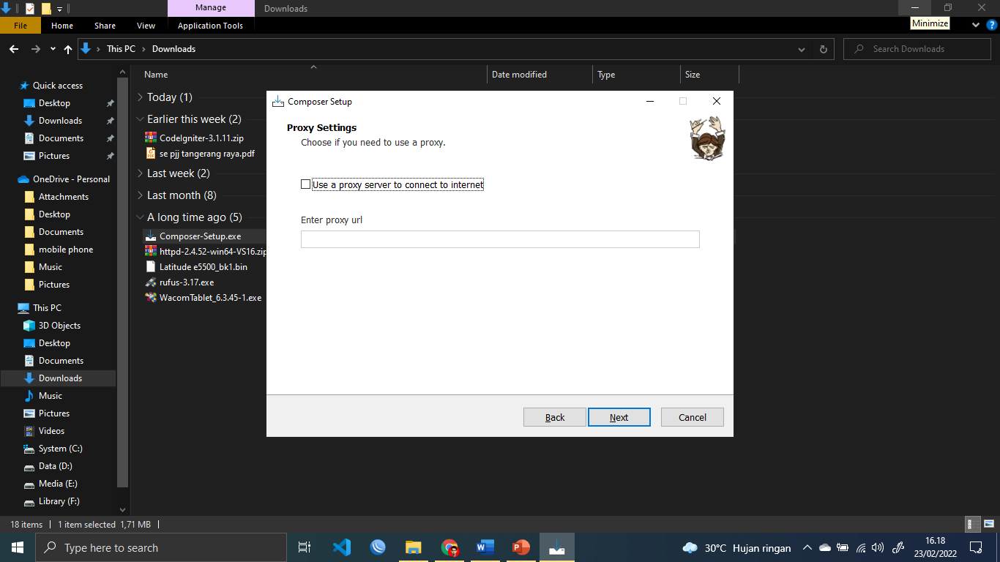 Manage
Downloads
File
Home
Share
View
Application Tools
Minimize
This PC
Downloads
Search Downloads
Name
Date modified
Type
Size
Quick access
Desktop
Downloads
Documents
Pictures
OneDrive - Personal
Attachments
Desktop
Documents
mobile phone
Music
Pictures
This PC
3D Objects
Desktop
Documents
Downloads
Music
Pictures
Videos
System (C:)
Data (D:)
Media (E:)
Library (F:)
Today (1)
Earlier this week (2)
CodeIgniter-3.1.11.zip
se pjj tangerang raya.pdf
Last week (2)
Last month (8)
A long time ago (5)
Composer-Setup.exe
httpd-2.4.52-win64-VS16.zip
Latitude e5500_bk1.bin
rufus-3.17.exe
WacomTablet_6.3.45-1.exe
Composer Setup
Proxy Settings
Choose if you need to use a proxy.
Use a proxy server to connect to internet
Enter proxy url
Back
Next
Cancel
18 items
1 item selected 1,71 MB
Type here to search
30°C Hujan ringan
16.18
23/02/2022